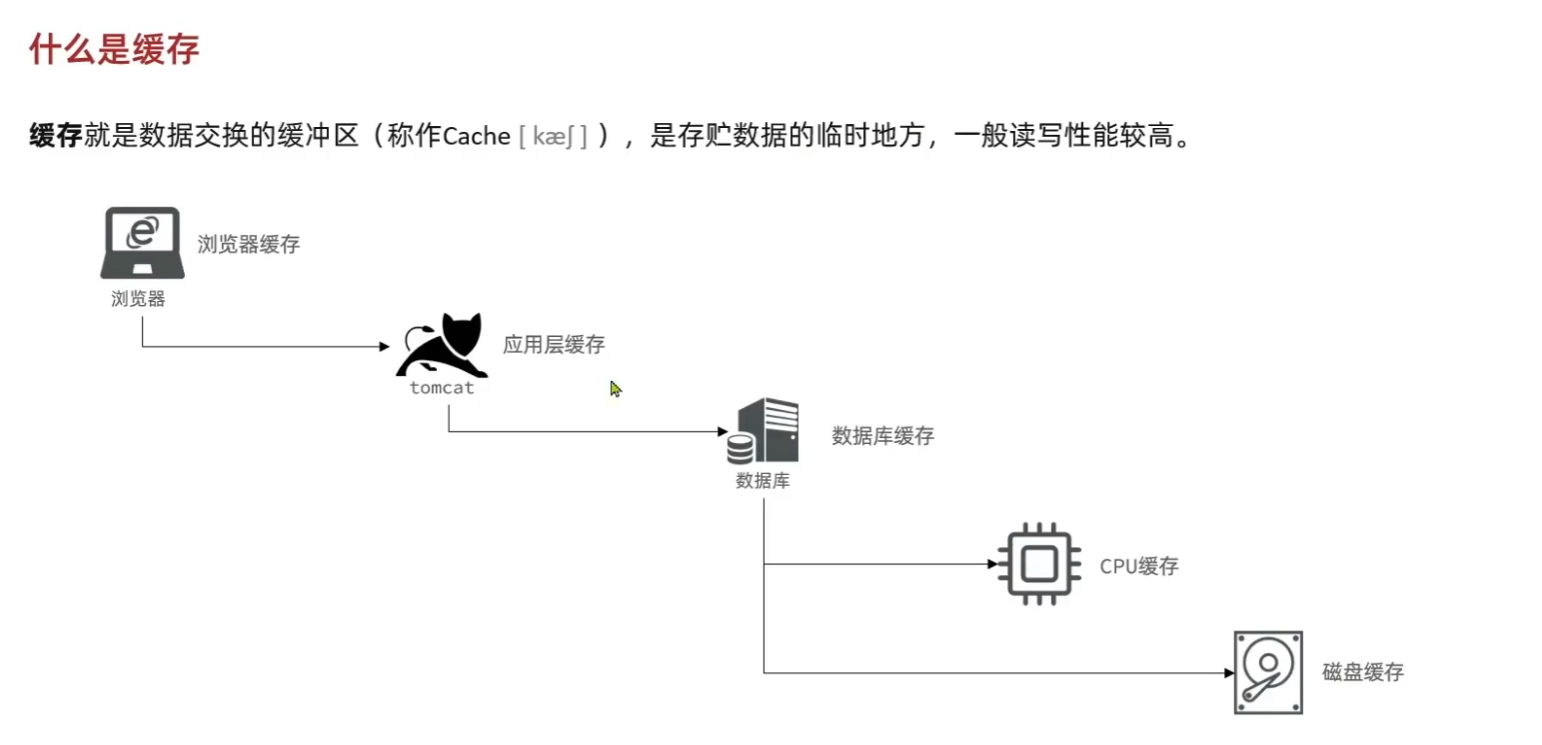 什么是缓存
缓存就是数据交换的缓冲区（称作Cache [ kæʃ ] ），是存贮数据的临时地方，一般读写性能较高。
浏览器缓存
浏览器
应用层缓存
tomcat
数据库缓存
数据库
CPU缓存
磁盘缓存